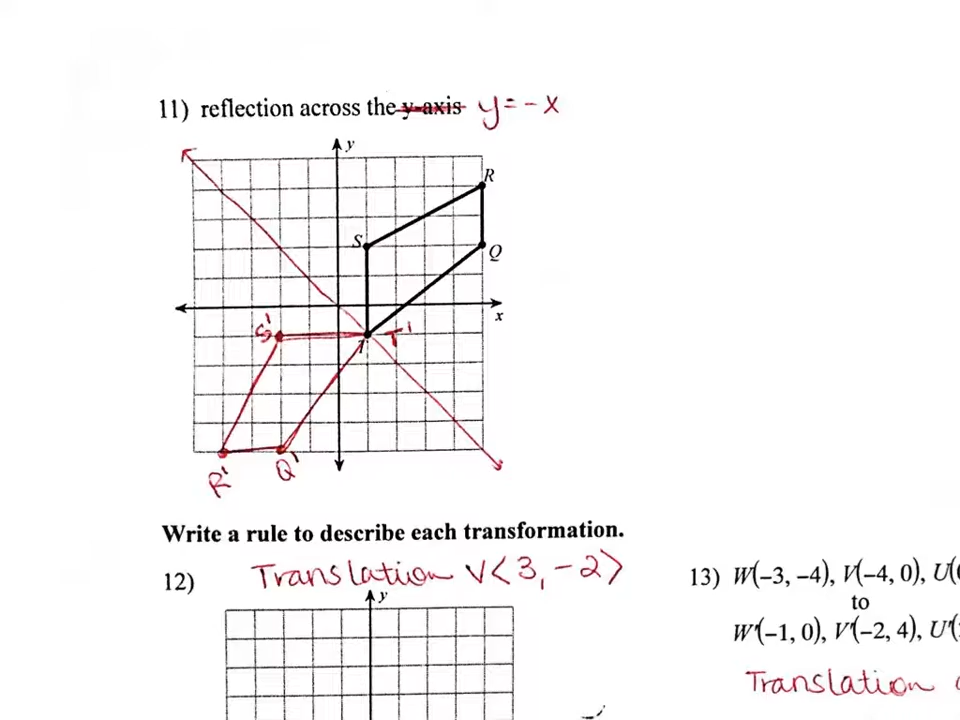 11) reflection across the y-axis y = -x
y
R
S
Q
x
S'
T T'
R' Q'
Write a rule to describe each transformation.
12) Translation V<3, -2>
y
13) W(-3, -4), V(-4, 0), U(
to
W'(-1, 0), V'(-2, 4), U'(
Translation